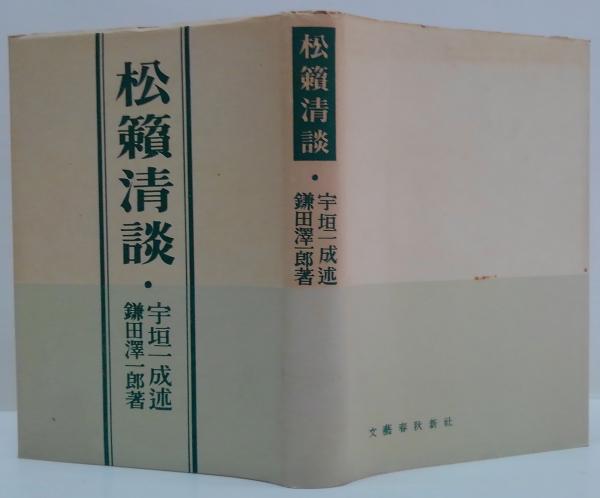 松籟清談
・
宇垣一成述
鎌田澤一郎著
松籟清談
・
宇垣一成述
鎌田澤一郎著
文藝春秋新社